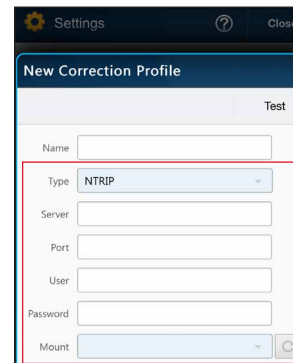 Settings
Close
New Correction Profile
Test
Name
Type NTRIP
Server
Port
User
Password
Mount